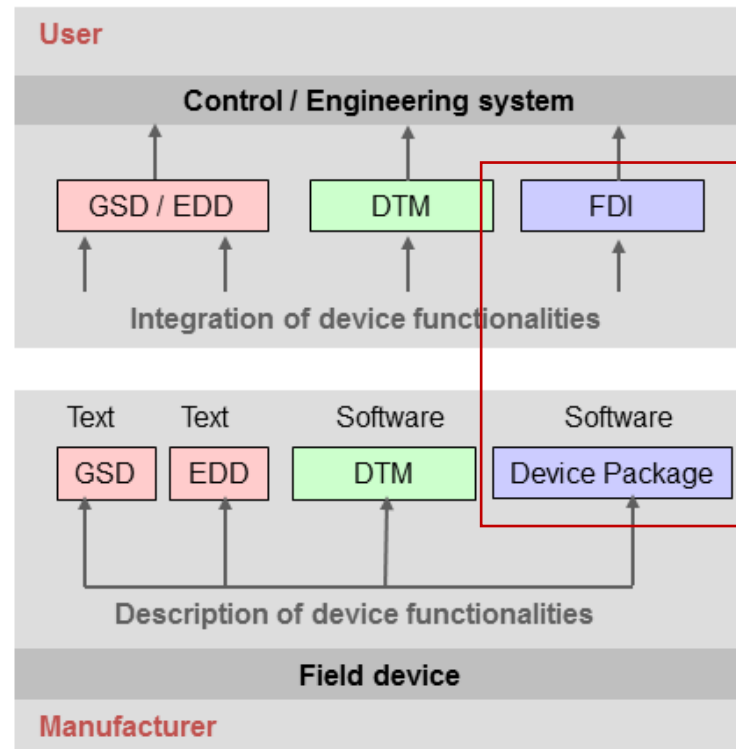 User
Control / Engineering system
GSD / EDD DTM FDI
Integration of device functionalities
Text Text Software Software
GSD EDD DTM Device Package
Description of device functionalities
Field device
Manufacturer